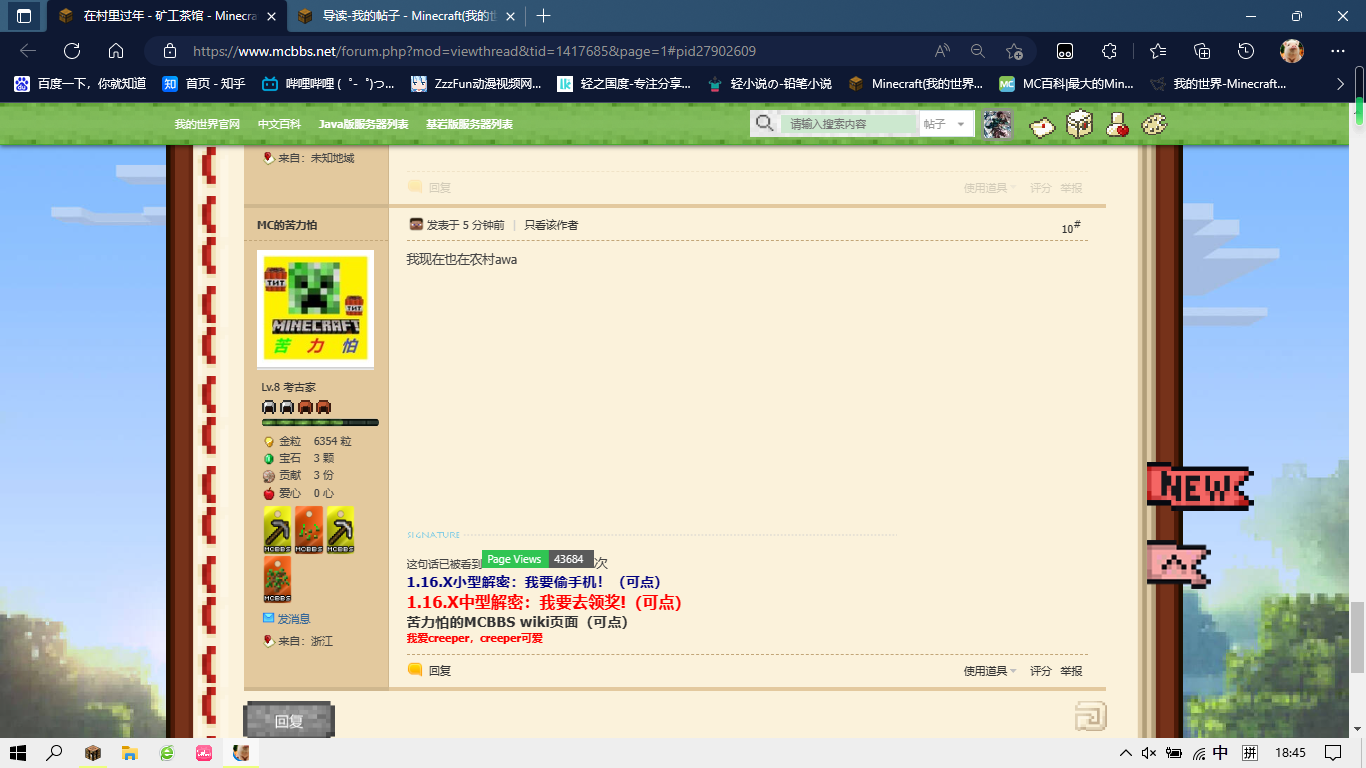 在村里过年 - 矿工茶馆 - Minecra
导读-我的帖子 - Minecraft(我的世
https://www.mcbbs.net/forum.php?mod=viewthread&tid=1417685&page=1#pid27902609
百度一下，你就知道
首页 - 知乎
哔哩哔哩 (゜-゜)つ...
ZzzFun动漫视频网...
轻之国度-专注分享...
轻小说の-铅笔小说
Minecraft(我的世界...
MC百科|最大的Min...
我的世界-Minecraft...
我的世界官网 中文百科 Java版服务器列表 基岩版服务器列表
请输入搜索内容 帖子
来自：未知地域
回复 使用道具 评分 举报
MC的苦力怕
发表于 5 分钟前 | 只看该作者
10#
我现在也在农村awa
TNT
TNT
MINECRAFT
苦 力 怕
Lv.8 考古家
金粒 6354 粒
宝石 3 颗
贡献 3 份
爱心 0 心
MCBBS MCBBS MCBBS
MCBBS
发消息
来自：浙江
SIGNATURE
这句话已被看到 Page Views 43684 次
1.16.X小型解密：我要偷手机！（可点）
1.16.X中型解密：我要去领奖!（可点）
苦力怕的MCBBS wiki页面（可点）
我爱creeper，creeper可爱
回复 使用道具 评分 举报
回复
NEW
中 拼 18:45